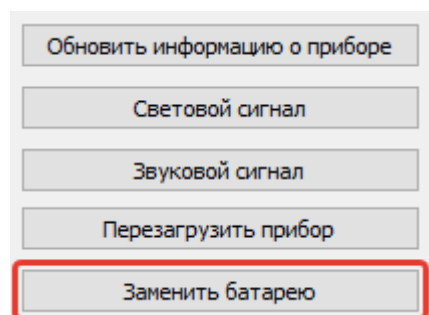 Обновить информацию о приборе
Световой сигнал
Звуковой сигнал
Перезагрузить прибор
Заменить батарею